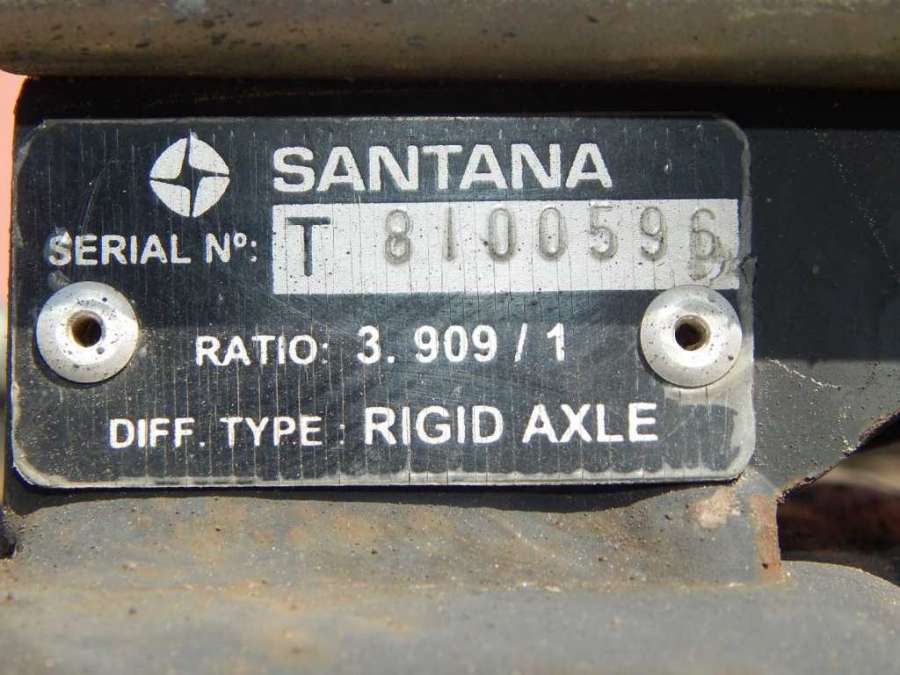 SANTANA
SERIAL Nº: T 8100596
RATIO: 3. 909 / 1
DIFF. TYPE : RIGID AXLE